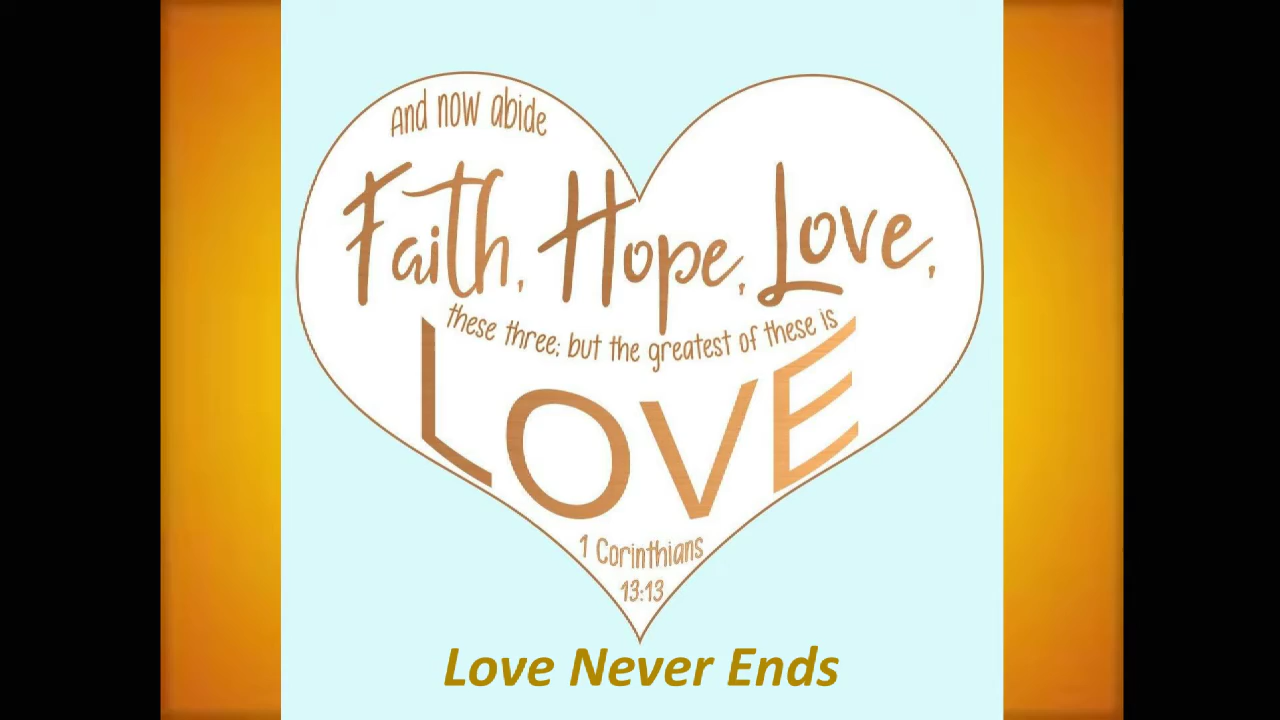 And now abide
Faith, Hope, Love,
these three; but the greatest of these is
LOVE
1 Corinthians
13:13
Love Never Ends